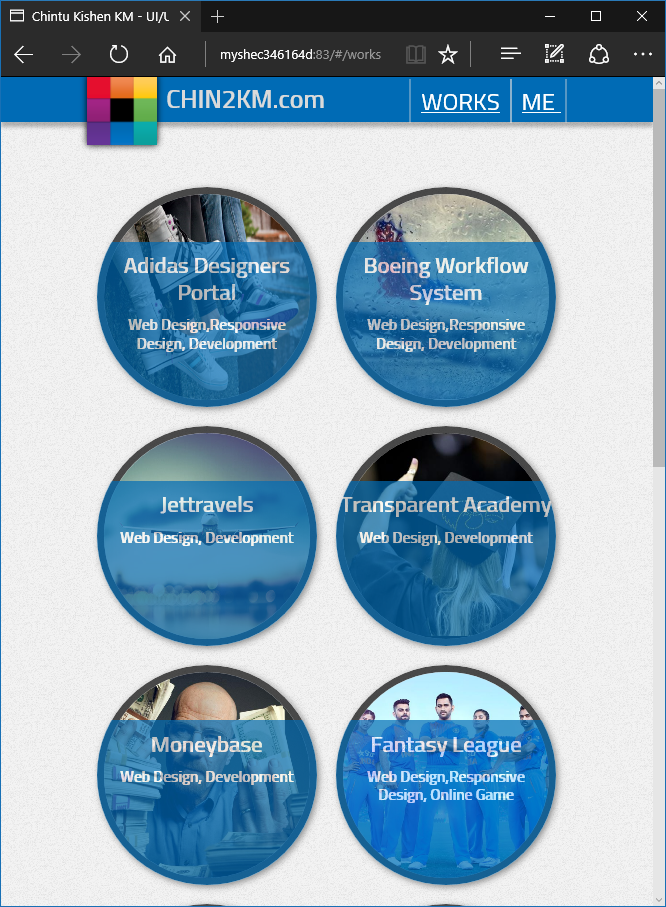 Chintu Kishen KM - UI/U
myshec346164d:83/#/works
CHIN2KM.com
WORKS
ME
Adidas Designers
Portal
Web Design,Responsive
Design, Development
Boeing Workflow
System
Web Design,Responsive
Design, Development
Jettravels
Web Design, Development
Transparent Academy
Web Design, Development
Moneybase
Web Design, Development
Fantasy League
Web Design,Responsive
Design, Online Game